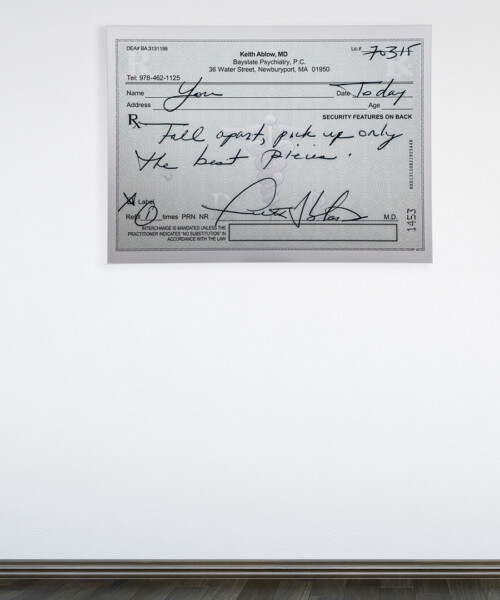 DEA# BA 3131199
Keith Ablow, MD
Lic# 70315
Baystate Psychiatry, P.C.
36 Water Street, Newburyport, MA 01950
Tel: 978-462-1125
Name You Date Today
Address Age
Rx SECURITY FEATURES ON BACK
Fall apart, pick up only
the best pieces.
Label
Refill 0 times PRN NR M.D.
INTERCHANGE IS MANDATED UNLESS THE
PRACTITIONER INDICATES "NO SUBSTITUTION" IN
ACCORDANCE WITH THE LAW
1453